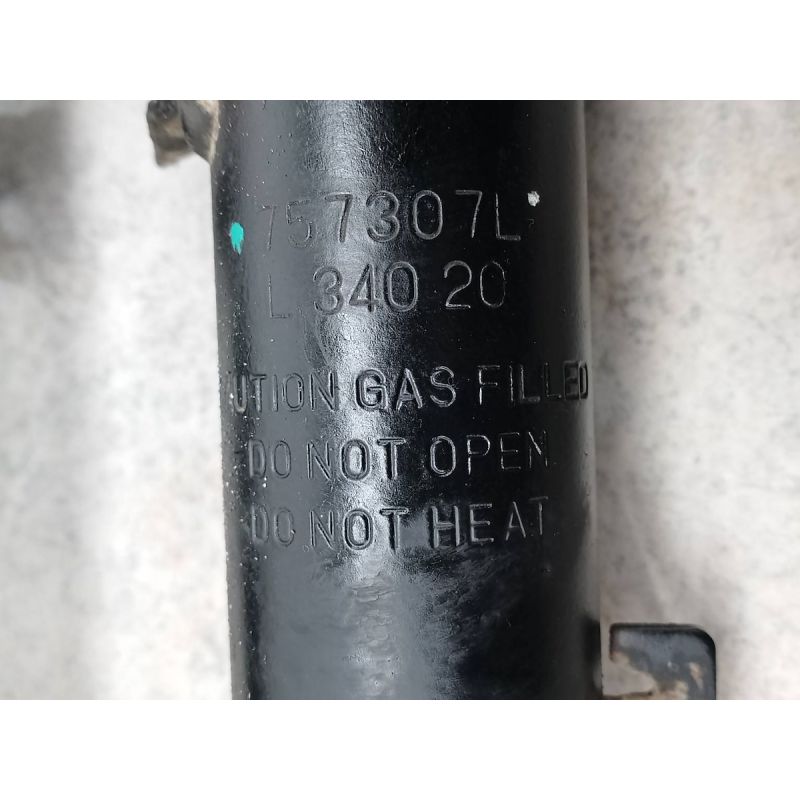 757307L
L 340 20
UTION GAS FILLED
DO NOT OPEN
DO NOT HEAT